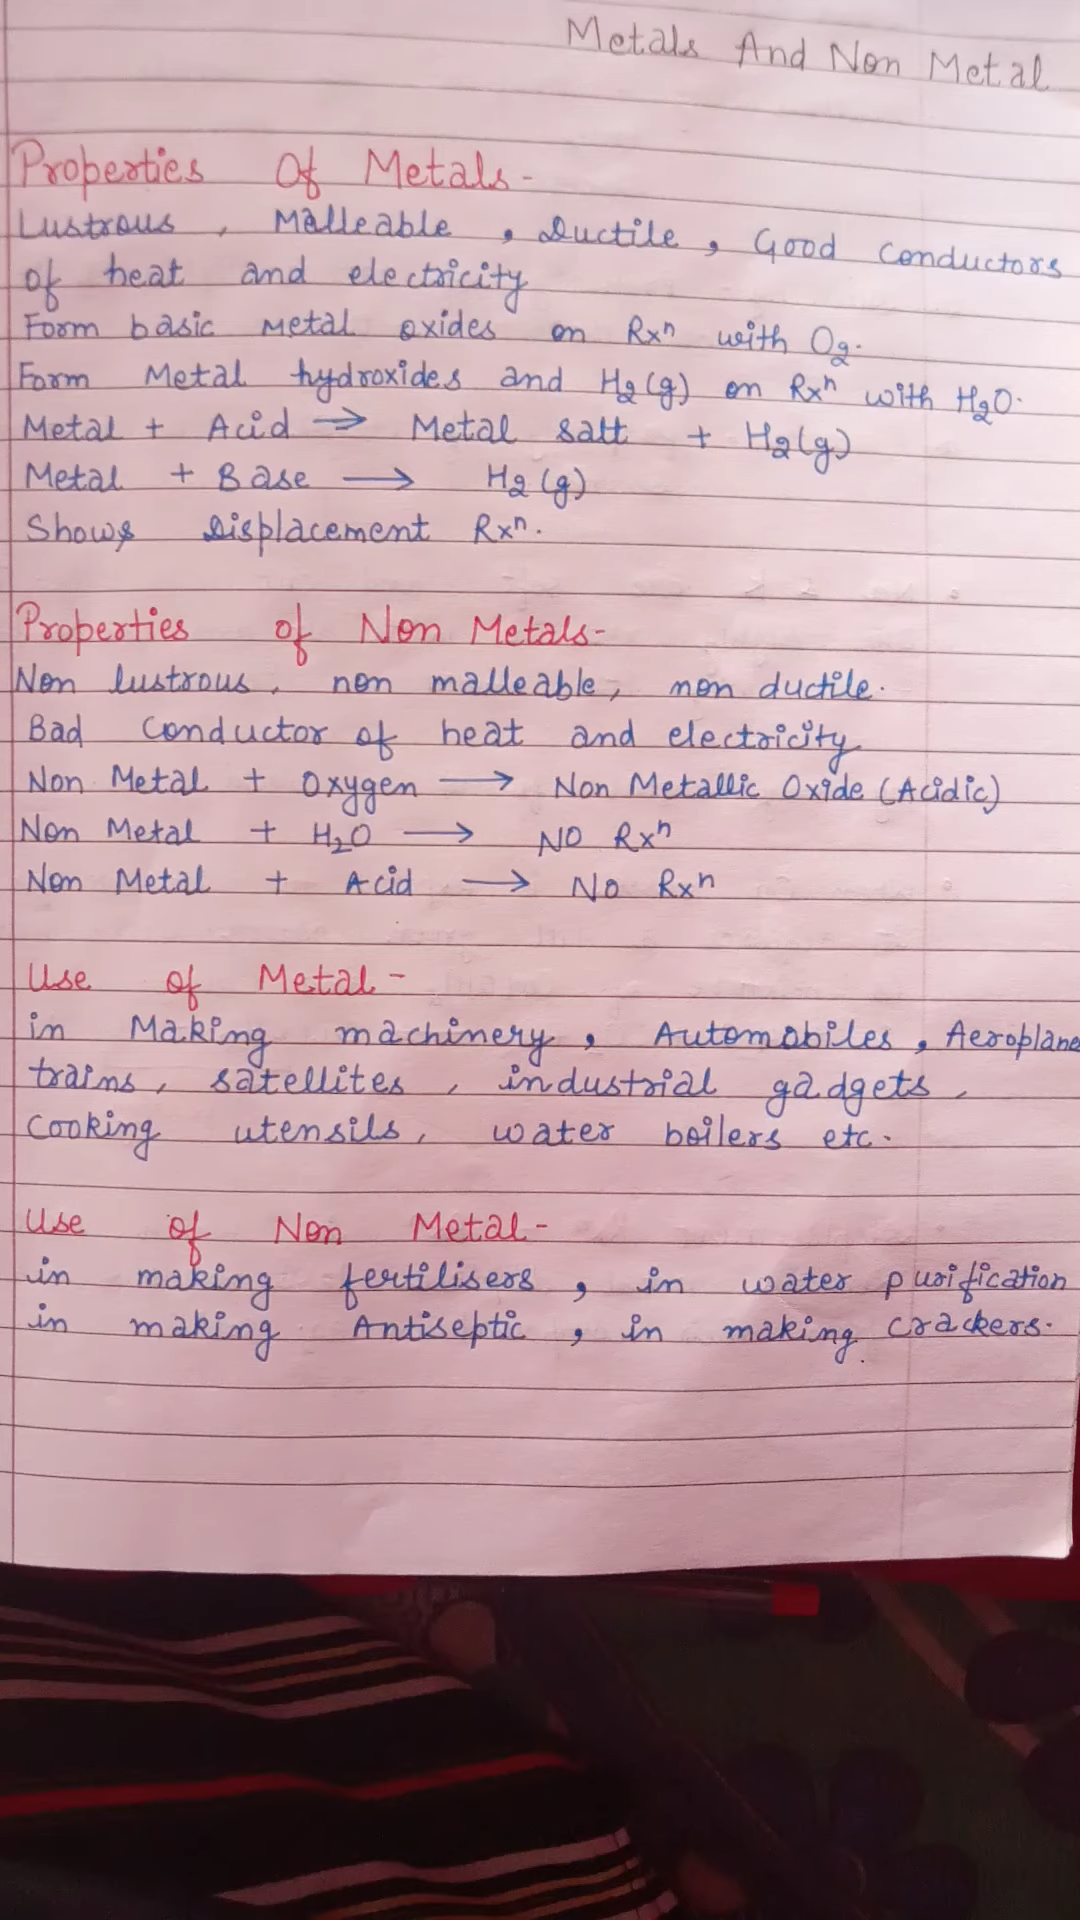 Metals And Non Metal
Properties Of Metals-
Lustrous, Malleable, Ductile, Good conductors
of heat and electricity
Form basic metal oxides on Rxⁿ with O₂.
Form Metal hydroxides and H₂(g) on Rxⁿ with H₂O.
Metal + Acid → Metal salt + H₂(g)
Metal + Base → H₂(g)
Shows Displacement Rxⁿ.
Properties of Non Metals-
Non lustrous, non malleable, non ductile.
Bad conductor of heat and electricity
Non Metal + Oxygen → Non Metallic Oxide (Acidic)
Non Metal + H₂O → NO Rxⁿ
Non Metal + Acid → No Rxⁿ
Use of Metal-
in Making machinery, Automobiles, Aeroplane
trains, satellites, industrial gadgets,
cooking utensils, water boilers etc.
Use of Non Metal-
in making fertilisers, in water purification
in making Antiseptic, in making crackers.